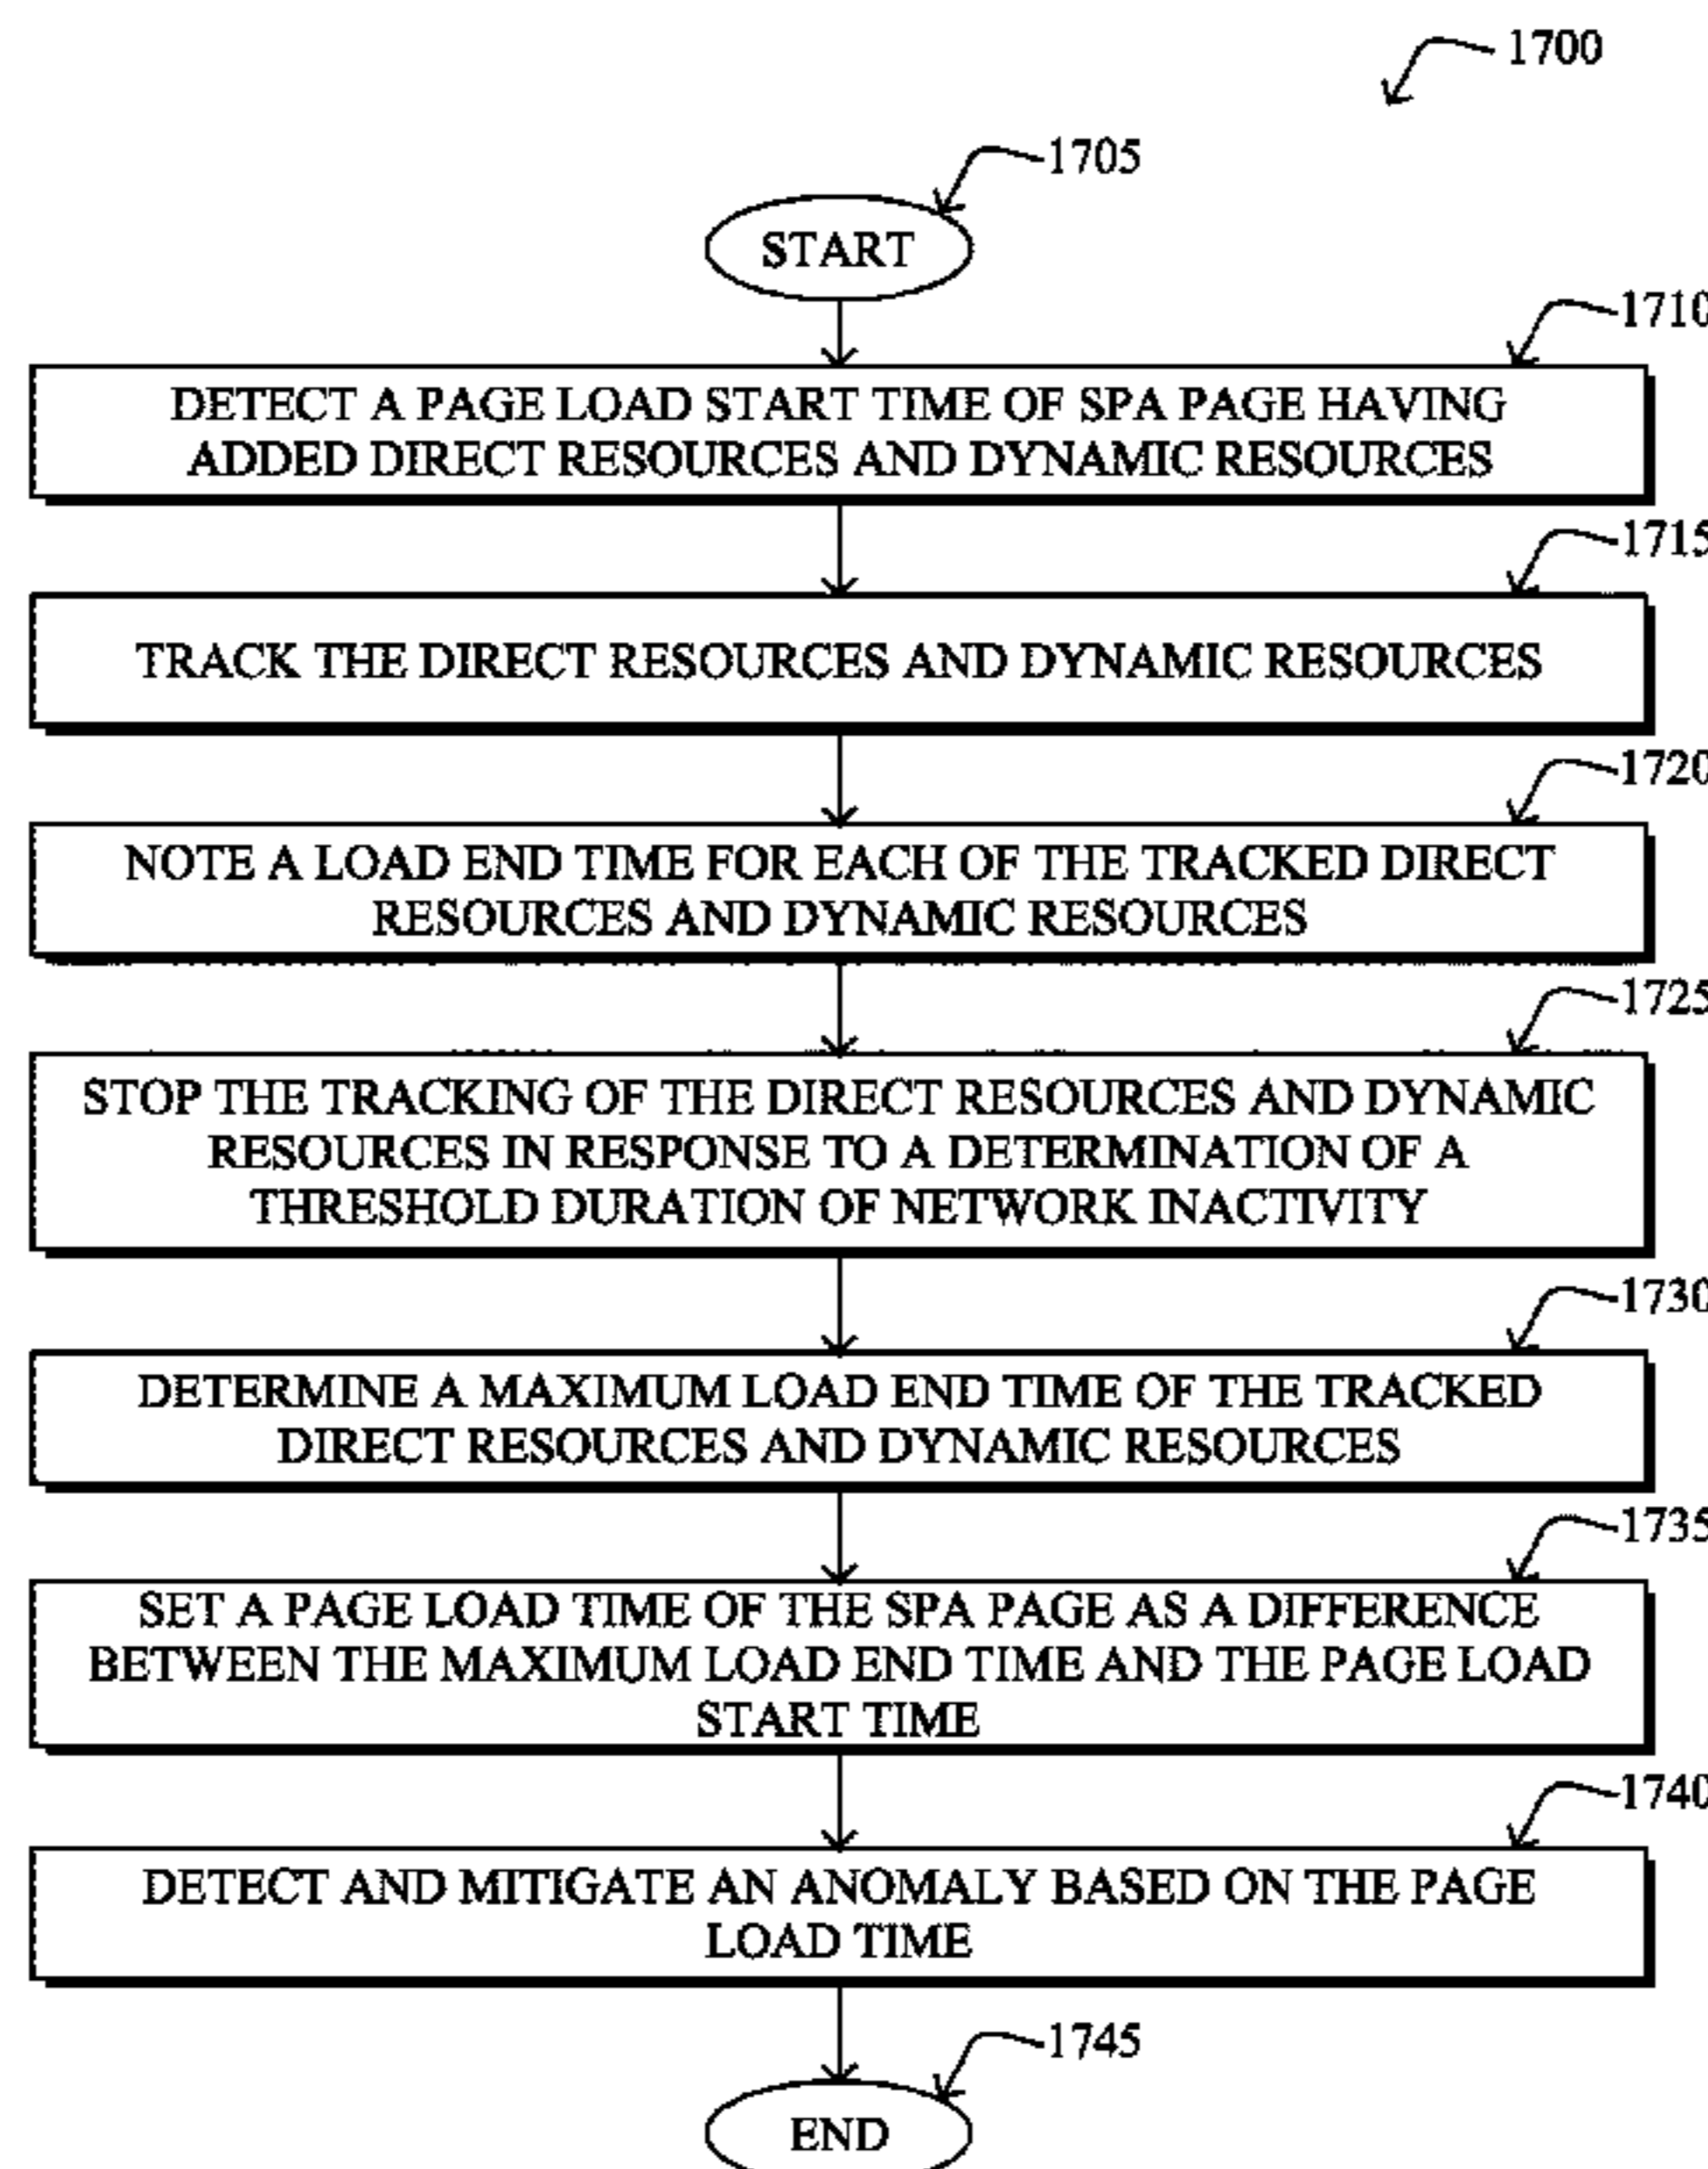 1700
1705
START
1710
DETECT A PAGE LOAD START TIME OF SPA PAGE HAVING
ADDED DIRECT RESOURCES AND DYNAMIC RESOURCES
1715
TRACK THE DIRECT RESOURCES AND DYNAMIC RESOURCES
1720
NOTE A LOAD END TIME FOR EACH OF THE TRACKED DIRECT
RESOURCES AND DYNAMIC RESOURCES
1725
STOP THE TRACKING OF THE DIRECT RESOURCES AND DYNAMIC
RESOURCES IN RESPONSE TO A DETERMINATION OF A
THRESHOLD DURATION OF NETWORK INACTIVITY
1730
DETERMINE A MAXIMUM LOAD END TIME OF THE TRACKED
DIRECT RESOURCES AND DYNAMIC RESOURCES
1735
SET A PAGE LOAD TIME OF THE SPA PAGE AS A DIFFERENCE
BETWEEN THE MAXIMUM LOAD END TIME AND THE PAGE LOAD
START TIME
1740
DETECT AND MITIGATE AN ANOMALY BASED ON THE PAGE
LOAD TIME
1745
END